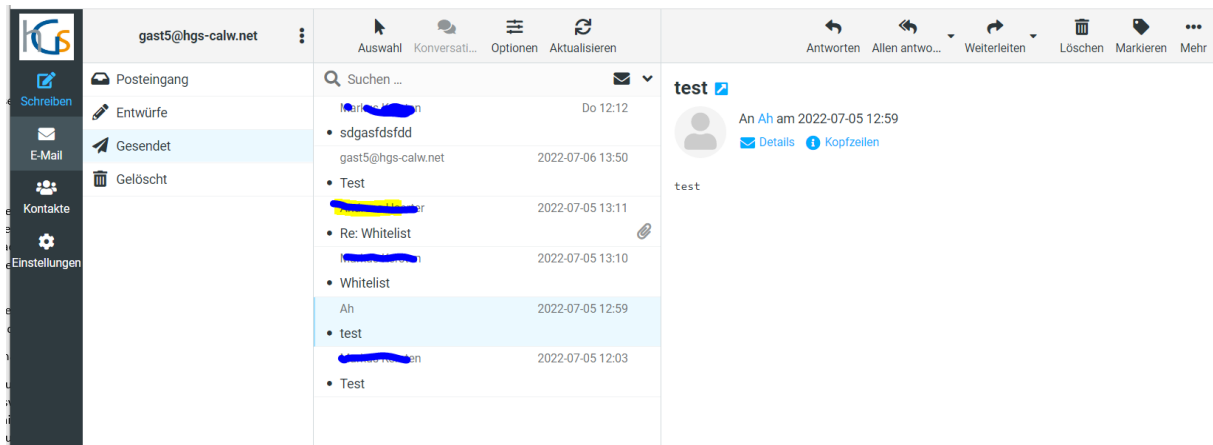 hGs
gast5@hgs-calw.net
Auswahl
Konversati...
Optionen
Aktualisieren
Antworten
Allen antwo...
Weiterleiten
Löschen
Markieren
Mehr
Schreiben
E-Mail
Kontakte
Einstellungen
Posteingang
Entwürfe
Gesendet
Gelöscht
Suchen ...
Do 12:12
sdgasfdsfdd
gast5@hgs-calw.net 2022-07-06 13:50
Test
2022-07-05 13:11
Re: Whitelist
2022-07-05 13:10
Whitelist
Ah 2022-07-05 12:59
test
2022-07-05 12:03
Test
test
An Ah am 2022-07-05 12:59
Details Kopfzeilen
test